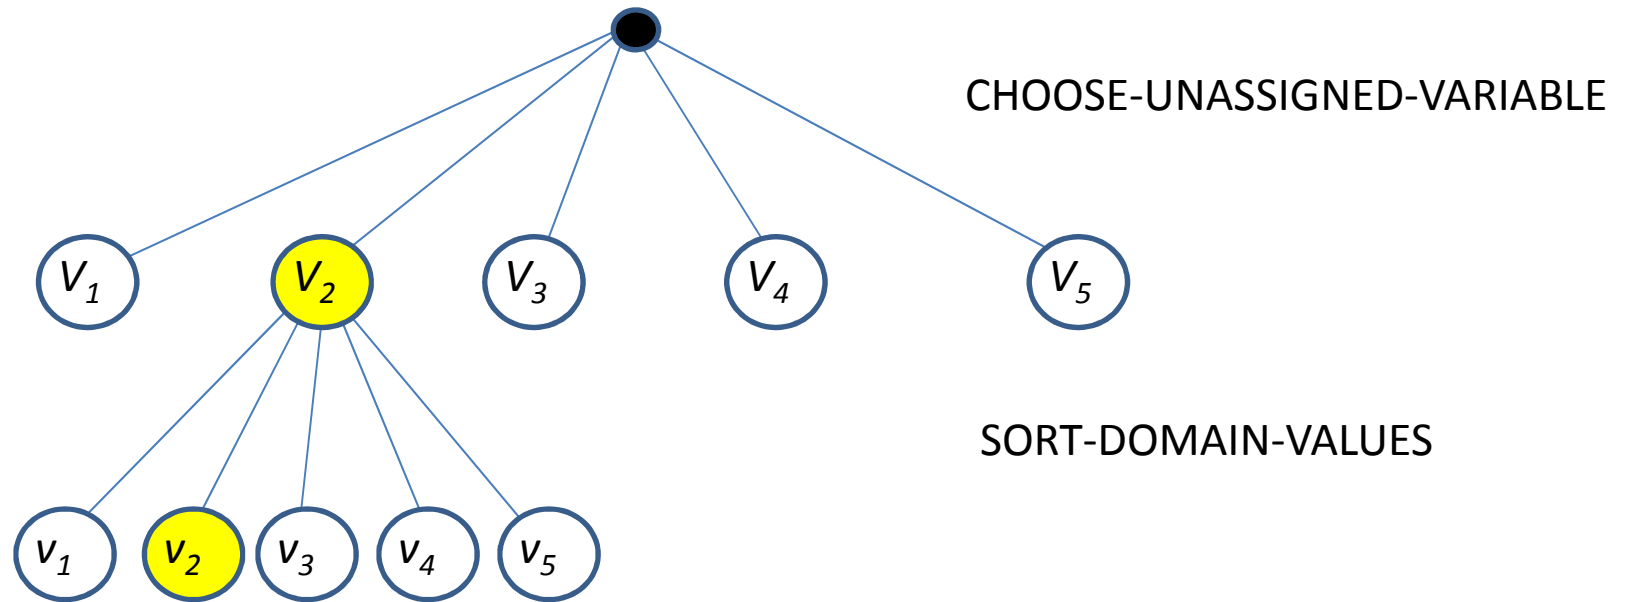 CHOOSE-UNASSIGNED-VARIABLE
V1 V2 V3 V4 V5
SORT-DOMAIN-VALUES
v1 v2 v3 v4 v5